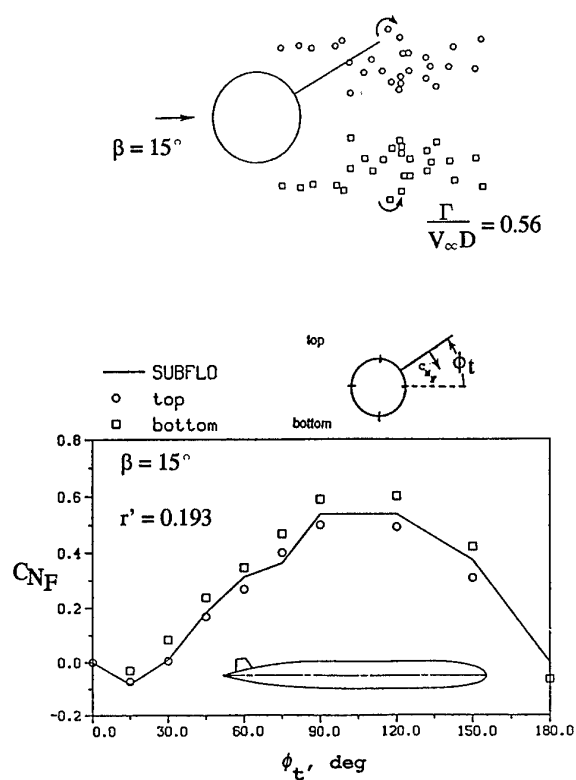 β = 15°
Γ / V∞D = 0.56
top
C_NF
ϕt
SUBFLO
top
bottom
bottom
β = 15°
r' = 0.193
0.8
0.6
0.4
0.2
0.0
-0.2
C_NF
0.0 30.0 60.0 90.0 120.0 150.0 180.0
ϕt, deg